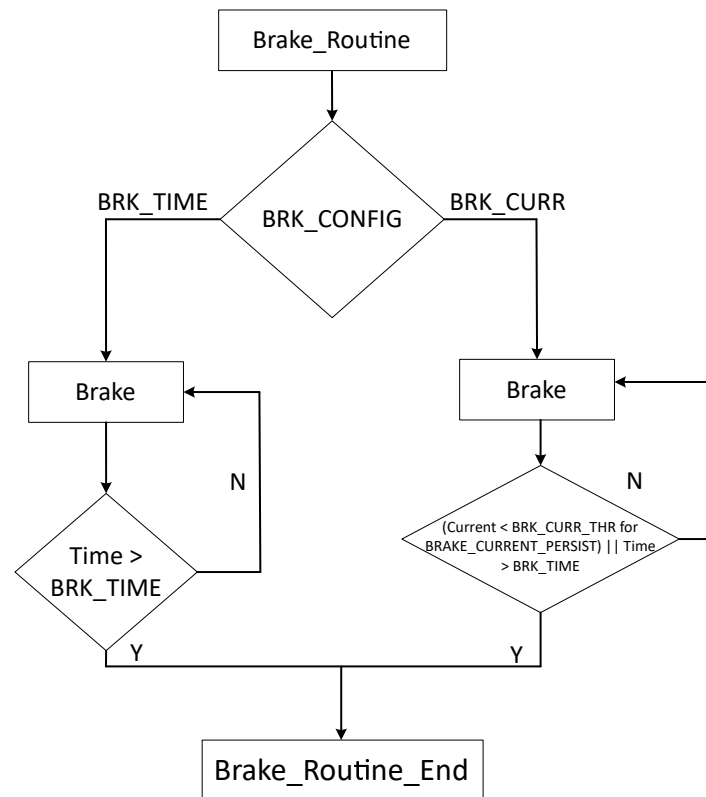 Brake_Routine
BRK_TIME
BRK_CONFIG
BRK_CURR
Brake
Brake
N
N
Time >
BRK_TIME
(Current < BRK_CURR_THR for
BRAKE_CURRENT_PERSIST) || Time
> BRK_TIME
Y
Y
Brake_Routine_End